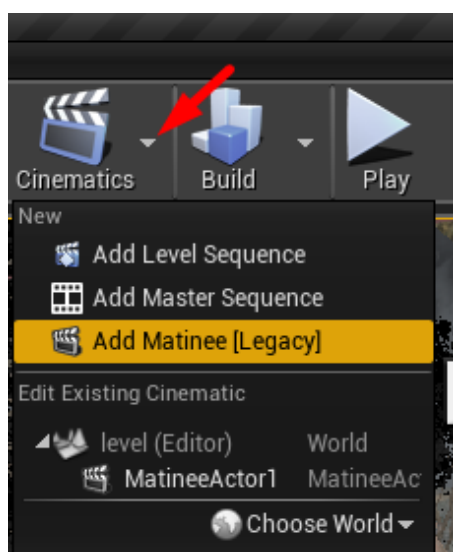 Cinematics Build Play
New
Add Level Sequence
Add Master Sequence
Add Matinee [Legacy]
Edit Existing Cinematic
level (Editor) World
MatineeActor1 MatineeAc
Choose World